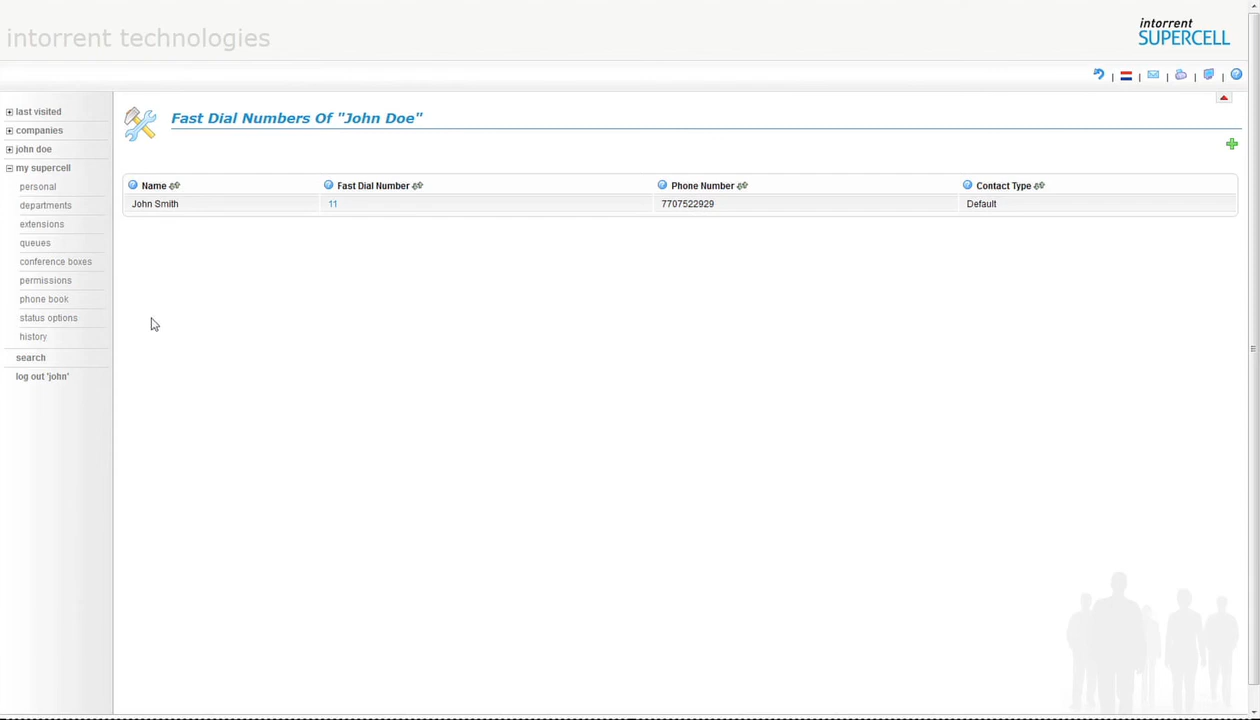 intorrent technologies
intorrent
SUPERCELL
last visited
companies
john doe
my supercell
personal
departments
extensions
queues
conference boxes
permissions
phone book
status options
history
search
log out 'john'
Fast Dial Numbers Of "John Doe"
Name Fast Dial Number Phone Number Contact Type
John Smith 11 7707522929 Default